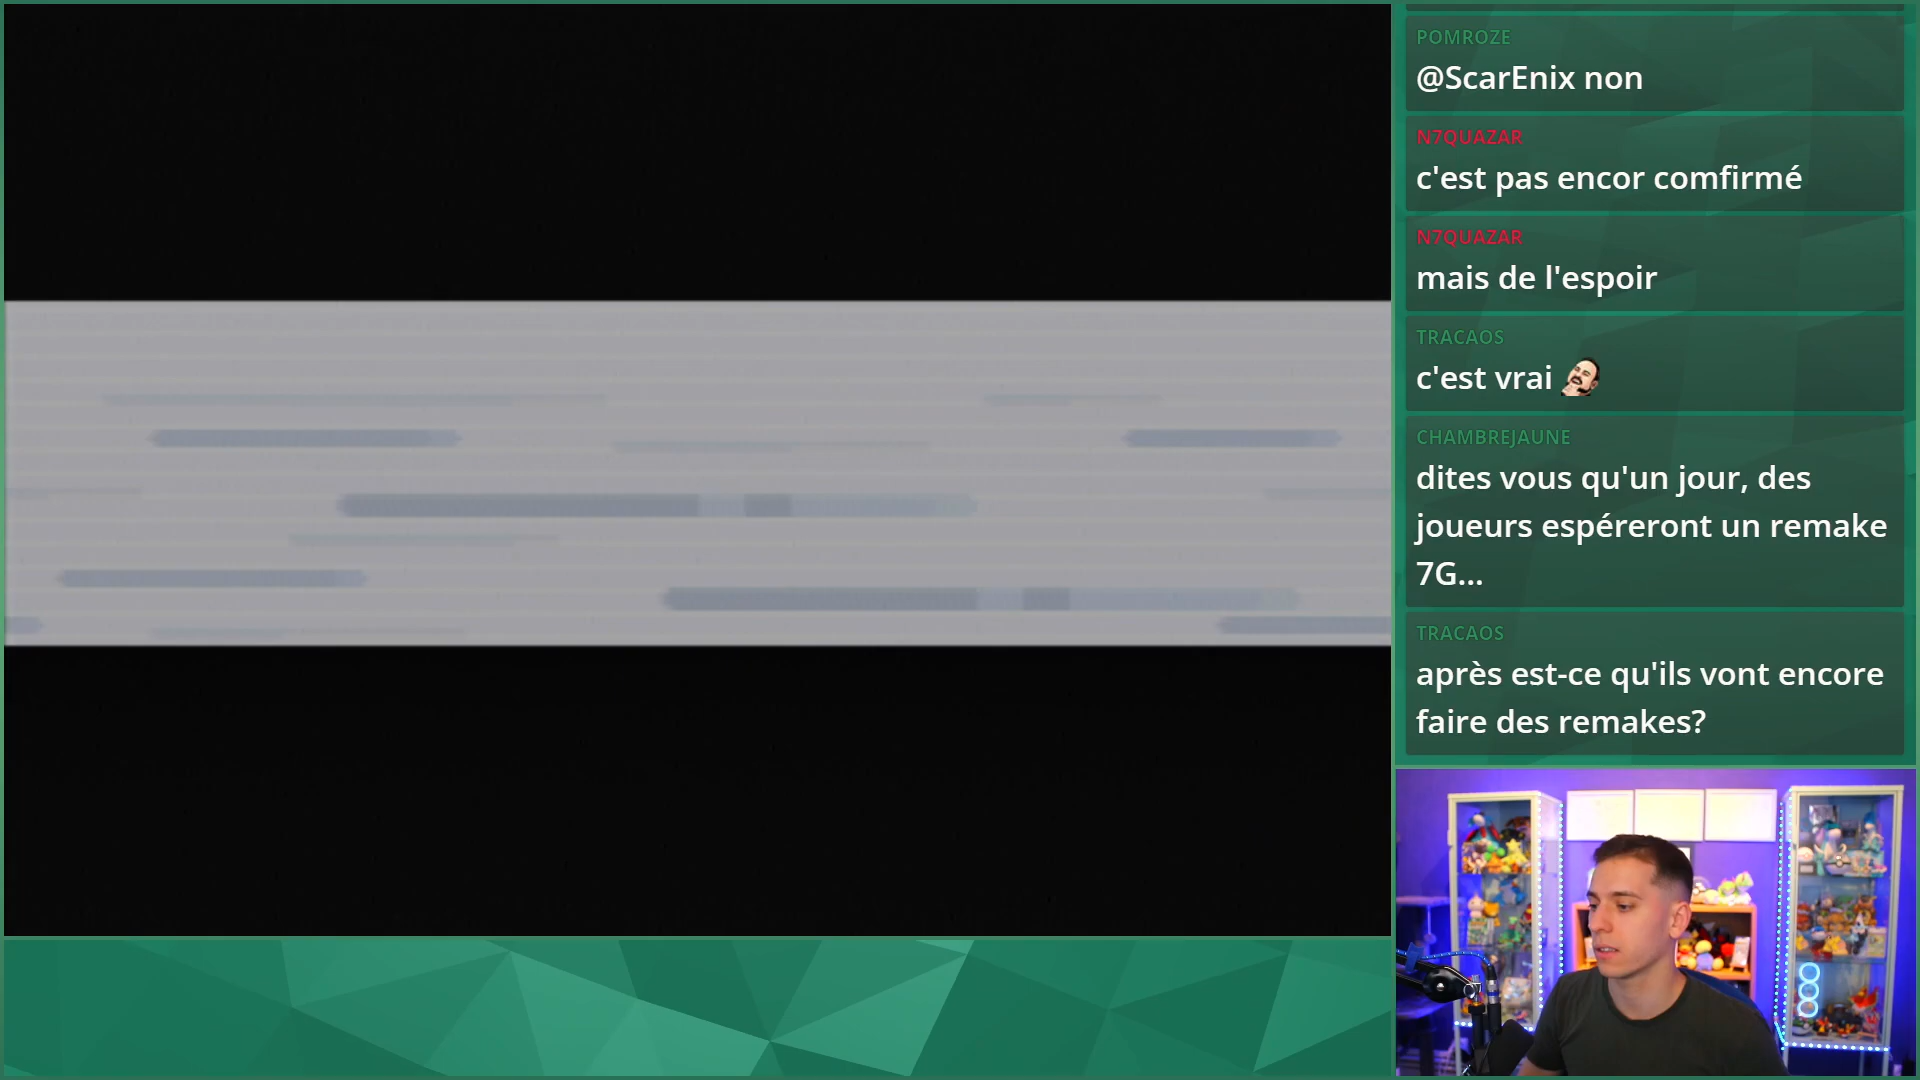 POMROZE
@ScarEnix non
N7QUAZAR
c'est pas encor comfirmé
N7QUAZAR
mais de l'espoir
TRACAOS
c'est vrai
CHAMBREJAUNE
dites vous qu'un jour, des
joueurs espéreront un remake
7G...
TRACAOS
après est-ce qu'ils vont encore
faire des remakes?